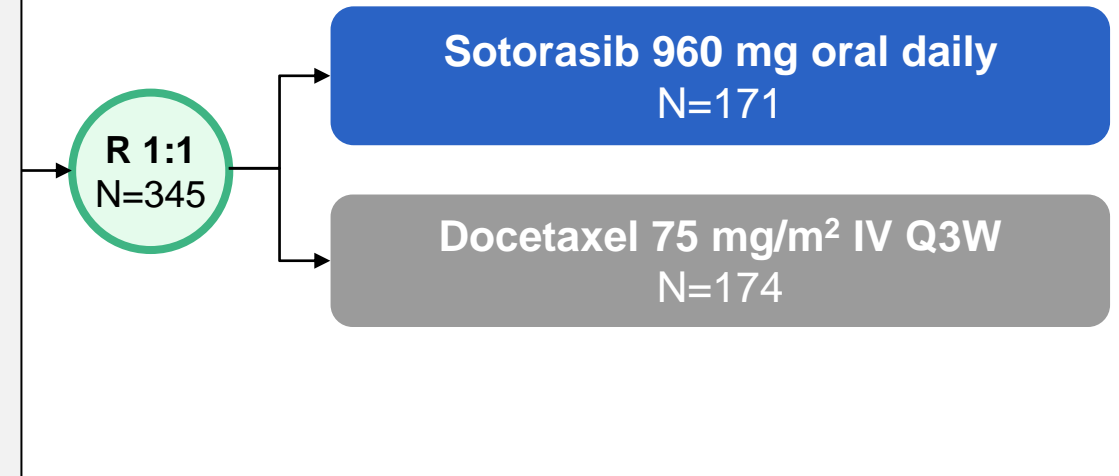 R 1:1
N=345
Sotorasib 960 mg oral daily
N=171
Docetaxel 75 mg/m² IV Q3W
N=174